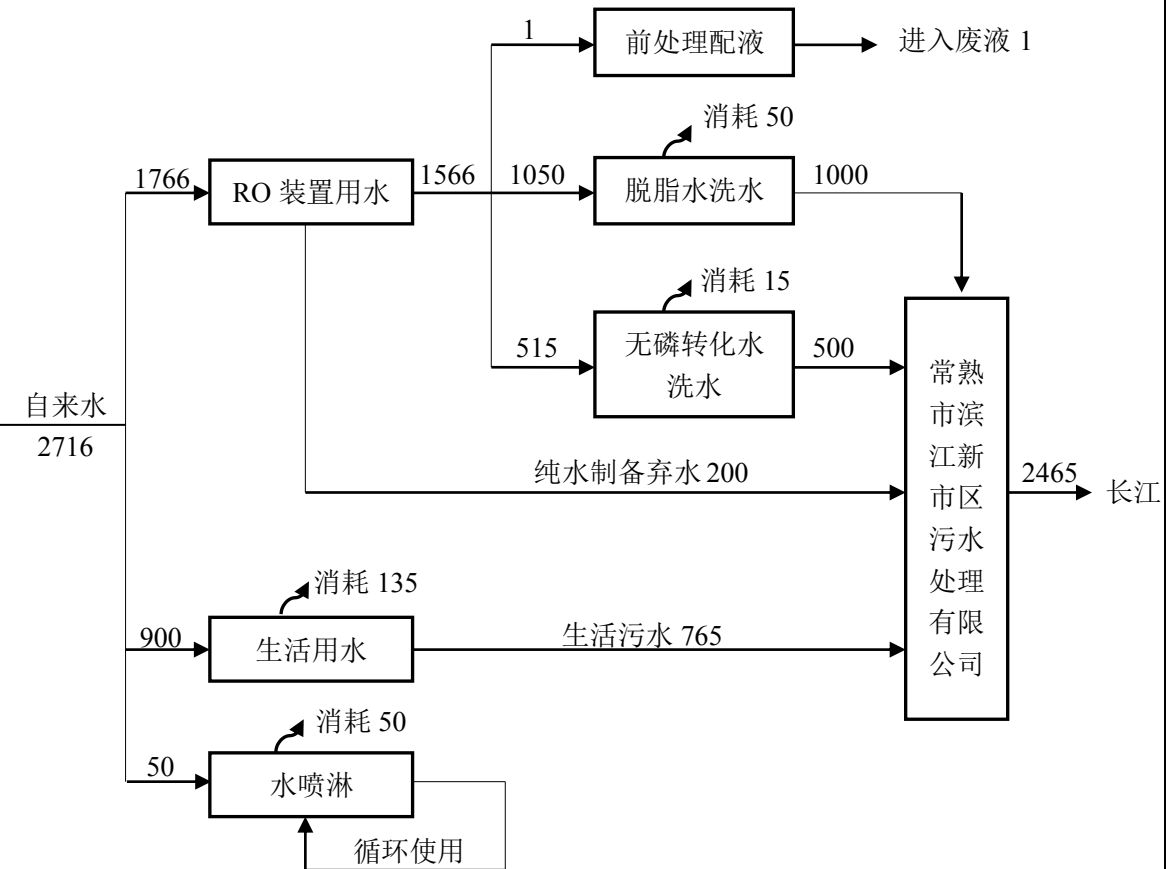 1
前处理配液
进入废液 1
消耗 50
1766
RO 装置用水
1566
1050
脱脂水洗水
1000
消耗 15
515
无磷转化水
洗水
500
自来水
2716
纯水制备弃水 200
常熟
市滨
江新
市区
污水
处理
有限
公司
2465
长江
消耗 135
900
生活用水
生活污水 765
消耗 50
50
水喷淋
循环使用